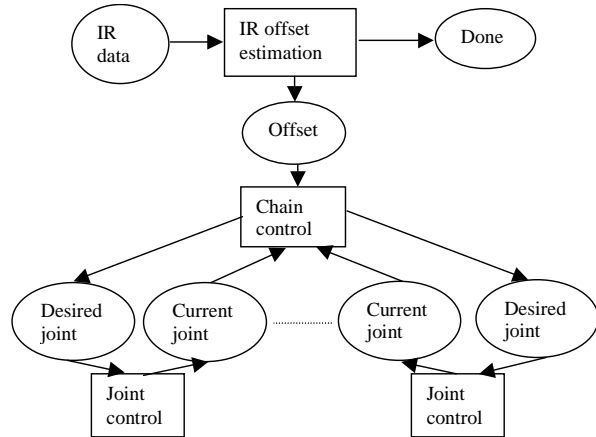 IR
data
IR offset
estimation
Done
Offset
Chain
control
Desired
joint
Current
joint
Current
joint
Desired
joint
Joint
control
Joint
control